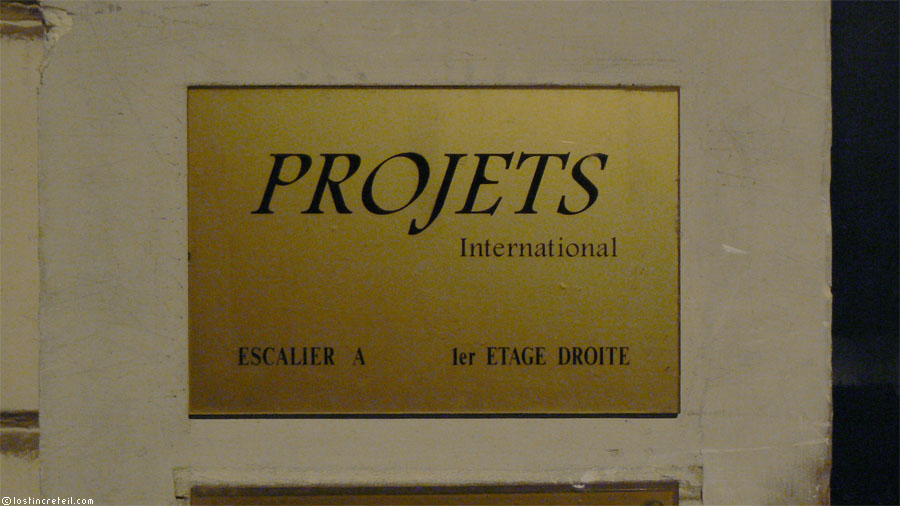 PROJETS
International
ESCALIER A 1er ETAGE DROITE
©lostincreteil.com